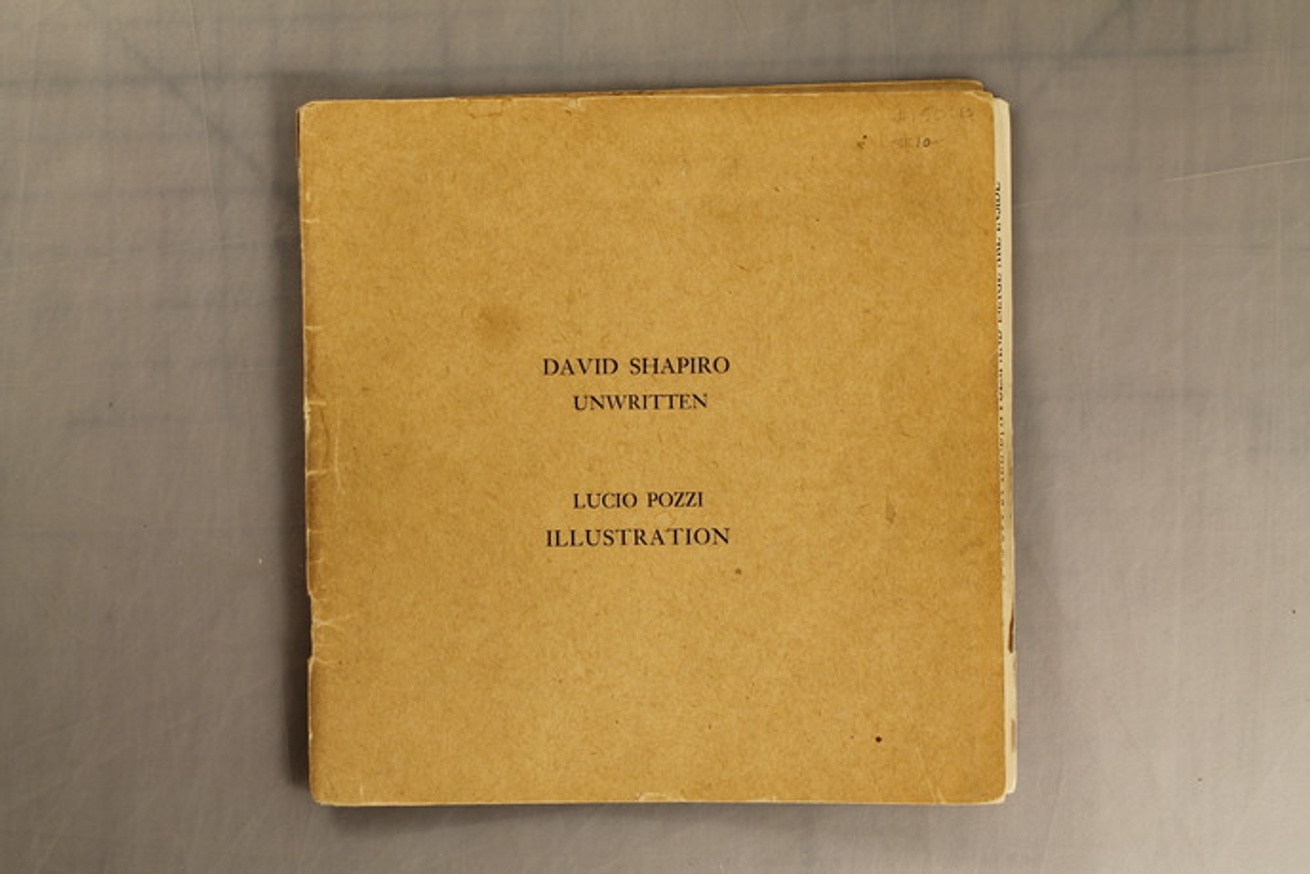 DAVID SHAPIRO
UNWRITTEN
LUCIO POZZI
ILLUSTRATION